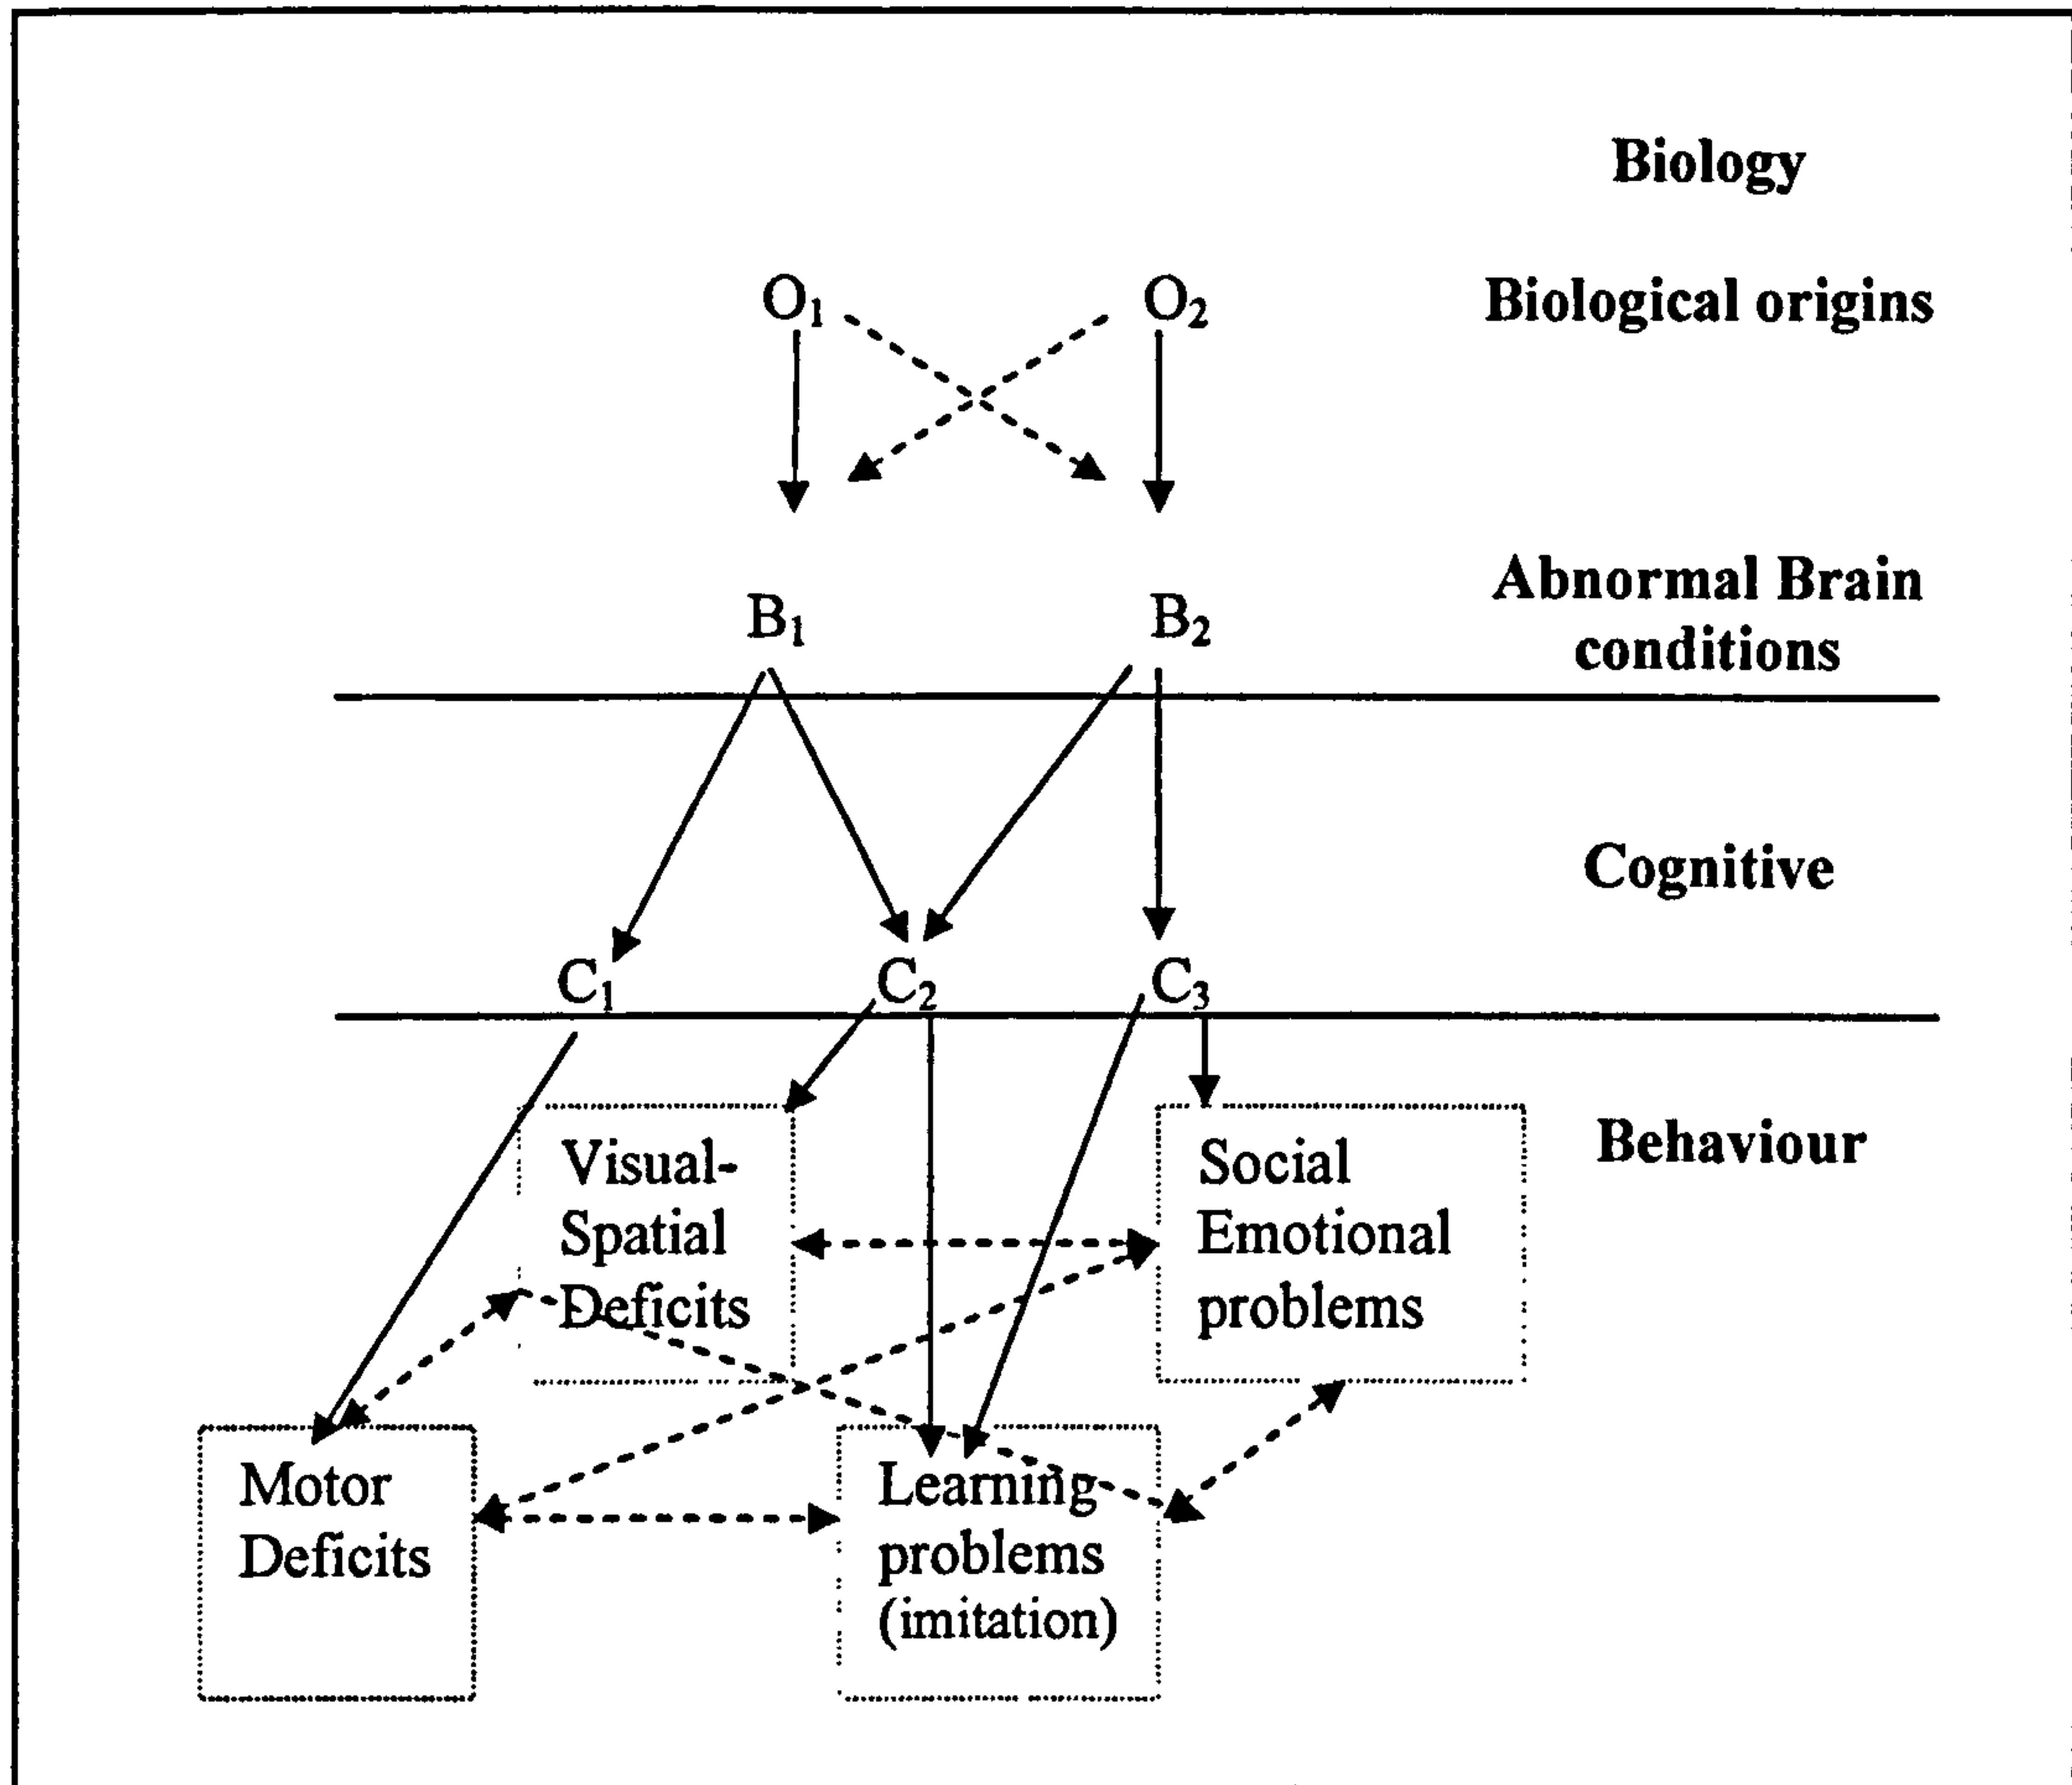 Biology
O₁
O₂
Biological origins
B₁
B₂
Abnormal Brain
conditions
Cognitive
C₁
C₂
C₃
Behaviour
Visual-
Spatial
Deficits
Social
Emotional
problems
Motor
Deficits
Learning
problems
(imitation)